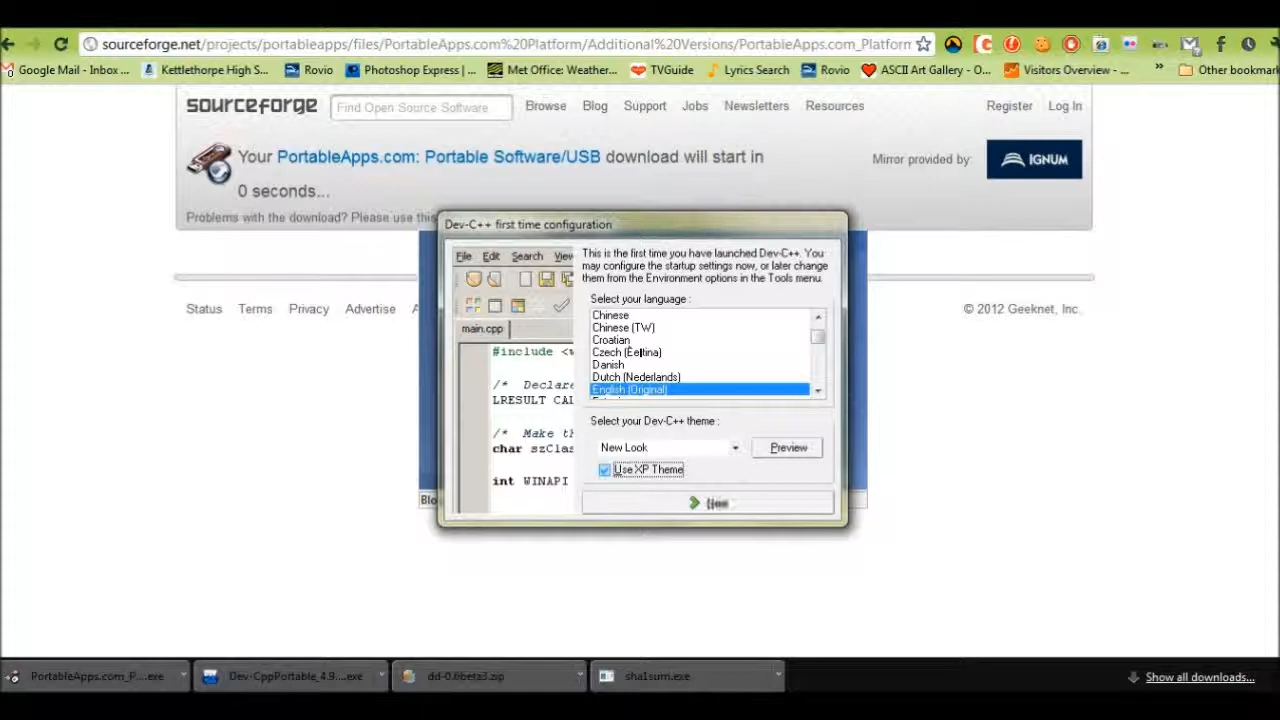 sourceforge.net/projects/portableapps/files/PortableApps.com%20Platform/Additional%20Versions/PortableApps.com_Platform
Google Mail - Inbox ...
Kettlethorpe High S...
Rovio
Photoshop Express | ...
Met Office: Weather...
TVGuide
Lyrics Search
Rovio
ASCII Art Gallery - O...
Visitors Overview - ...
»
Other bookmark
sourceforge
Find Open Source Software
Browse
Blog
Support
Jobs
Newsletters
Resources
Register
Log In
Your PortableApps.com: Portable Software/USB download will start in
0 seconds...
Mirror provided by:
IGNUM
Problems with the download? Please use this
Dev-C++ first time configuration
File Edit Search View
main.cpp
#include <w
/* Declare
LRESULT CAL
/* Make th
char szClas
int WINAPI
This is the first time you have launched Dev-C++. You
may configure the startup settings now, or later change
them from the Environment options in the Tools menu.
Select your language :
Chinese
Chinese (TW)
Croatian
Czech (Èeština)
Danish
Dutch (Nederlands)
English (Original)
Select your Dev-C++ theme :
New Look
Preview
Use XP Theme
Blo
Status
Terms
Privacy
Advertise
© 2012 Geeknet, Inc.
PortableApps.com_P....exe
Dev-CppPortable_4.9....exe
dd-0.6beta3.zip
sha1sum.exe
Show all downloads...